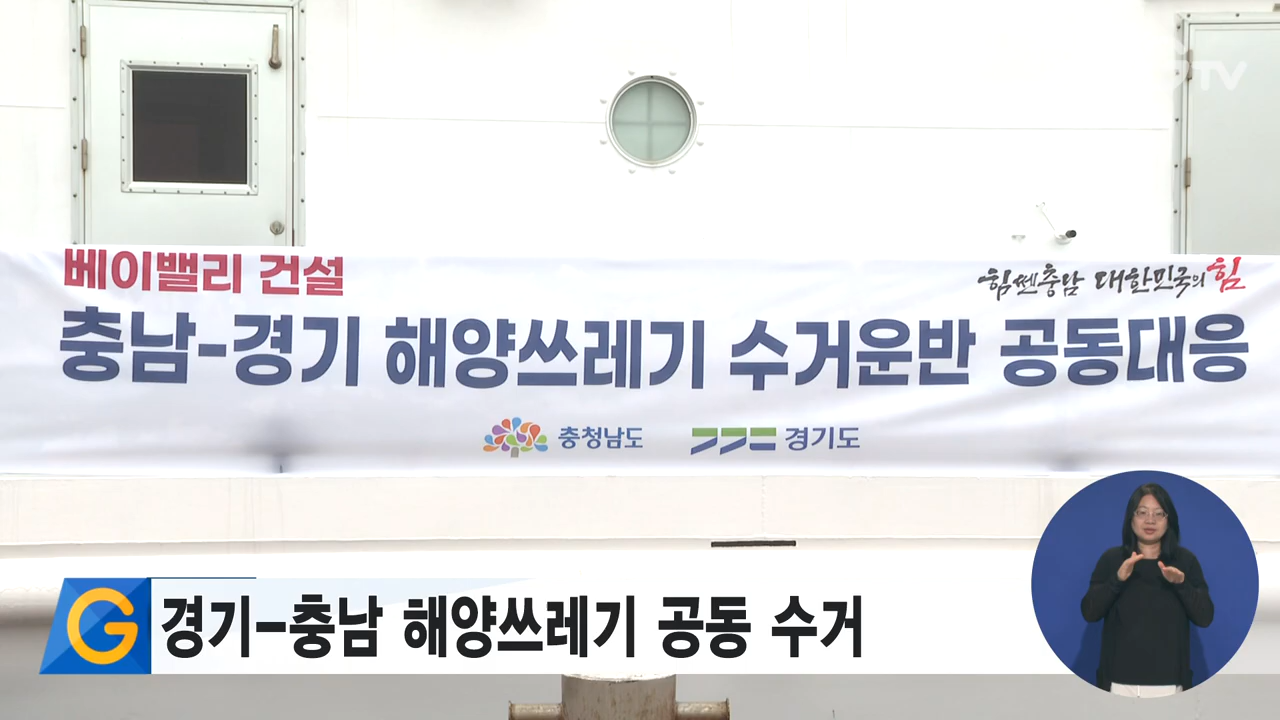 베이밸리 건설
힘쎈충남 대한민국의 힘
충남-경기 해양쓰레기 수거운반 공동대응
충청남도 경기도
G 경기-충남 해양쓰레기 공동 수거